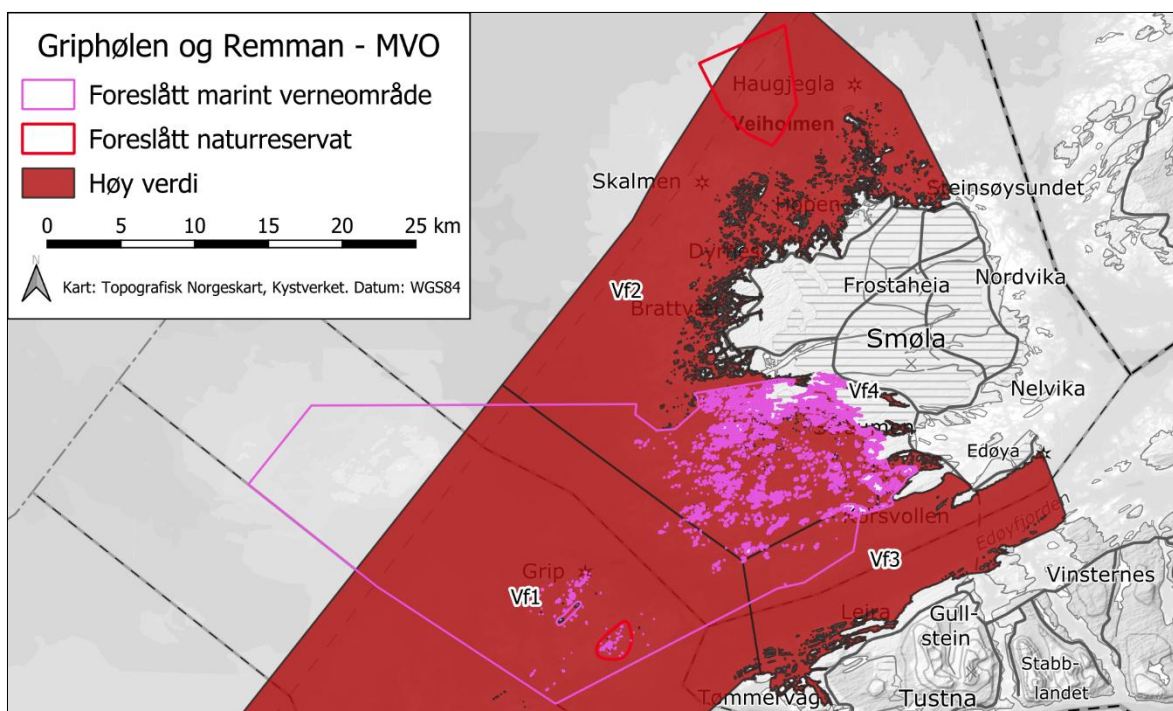 Griphølen og Remman - MVO
Foreslått marint verneområde
Foreslått naturreservat
Høy verdi
0 5 10 15 20 25 km
N
Kart: Topografisk Norgeskart, Kystverket. Datum: WGS84
Haugjegla
Veiholmen
Skalmen
Steinsøysundet
Hopen
Dyrnes
Nordvika
Frostaheia
Vf2
Smøla
Vf4
Nelvika
Edøya
Korsvollen
Edøyfjorden
Vf3
Grip
Vf1
Vinsternes
Leira
Gull-
stein
Stabb-
landet
Tømmervåg
Tustna